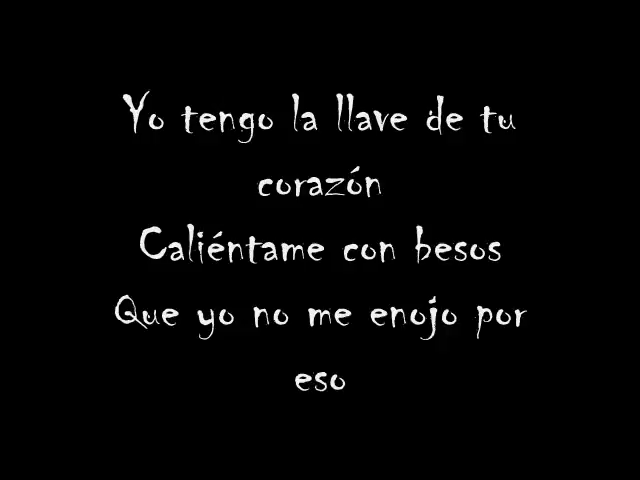 Yo tengo la llave de tu
corazón
Caliéntame con besos
Que yo no me enojo por
eso